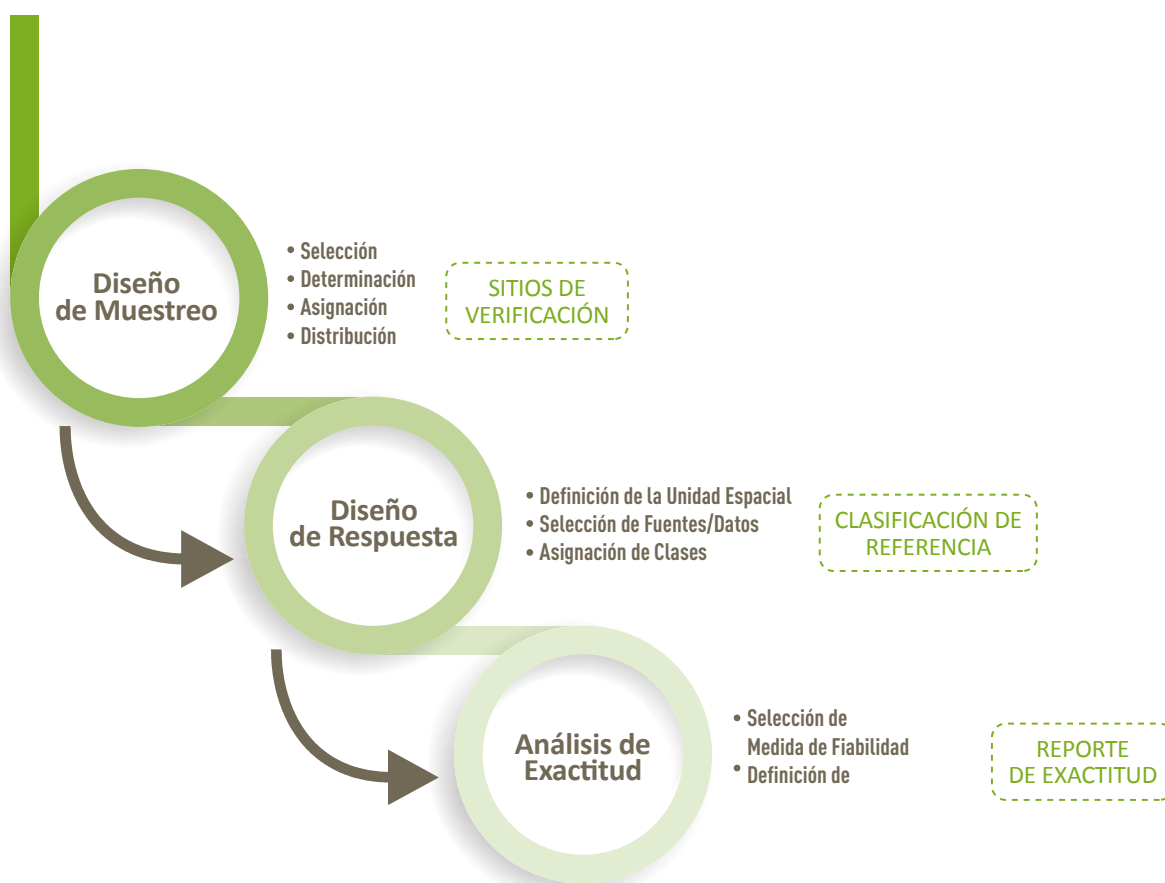 Diseño
de Muestreo
• Selección
• Determinación
• Asignación
• Distribución
SITIOS DE
VERIFICACIÓN
Diseño
de Respuesta
• Definición de la Unidad Espacial
• Selección de Fuentes/Datos
• Asignación de Clases
CLASIFICACIÓN DE
REFERENCIA
Análisis de
Exactitud
• Selección de
Medida de Fiabilidad
• Definición de
REPORTE
DE EXACTITUD